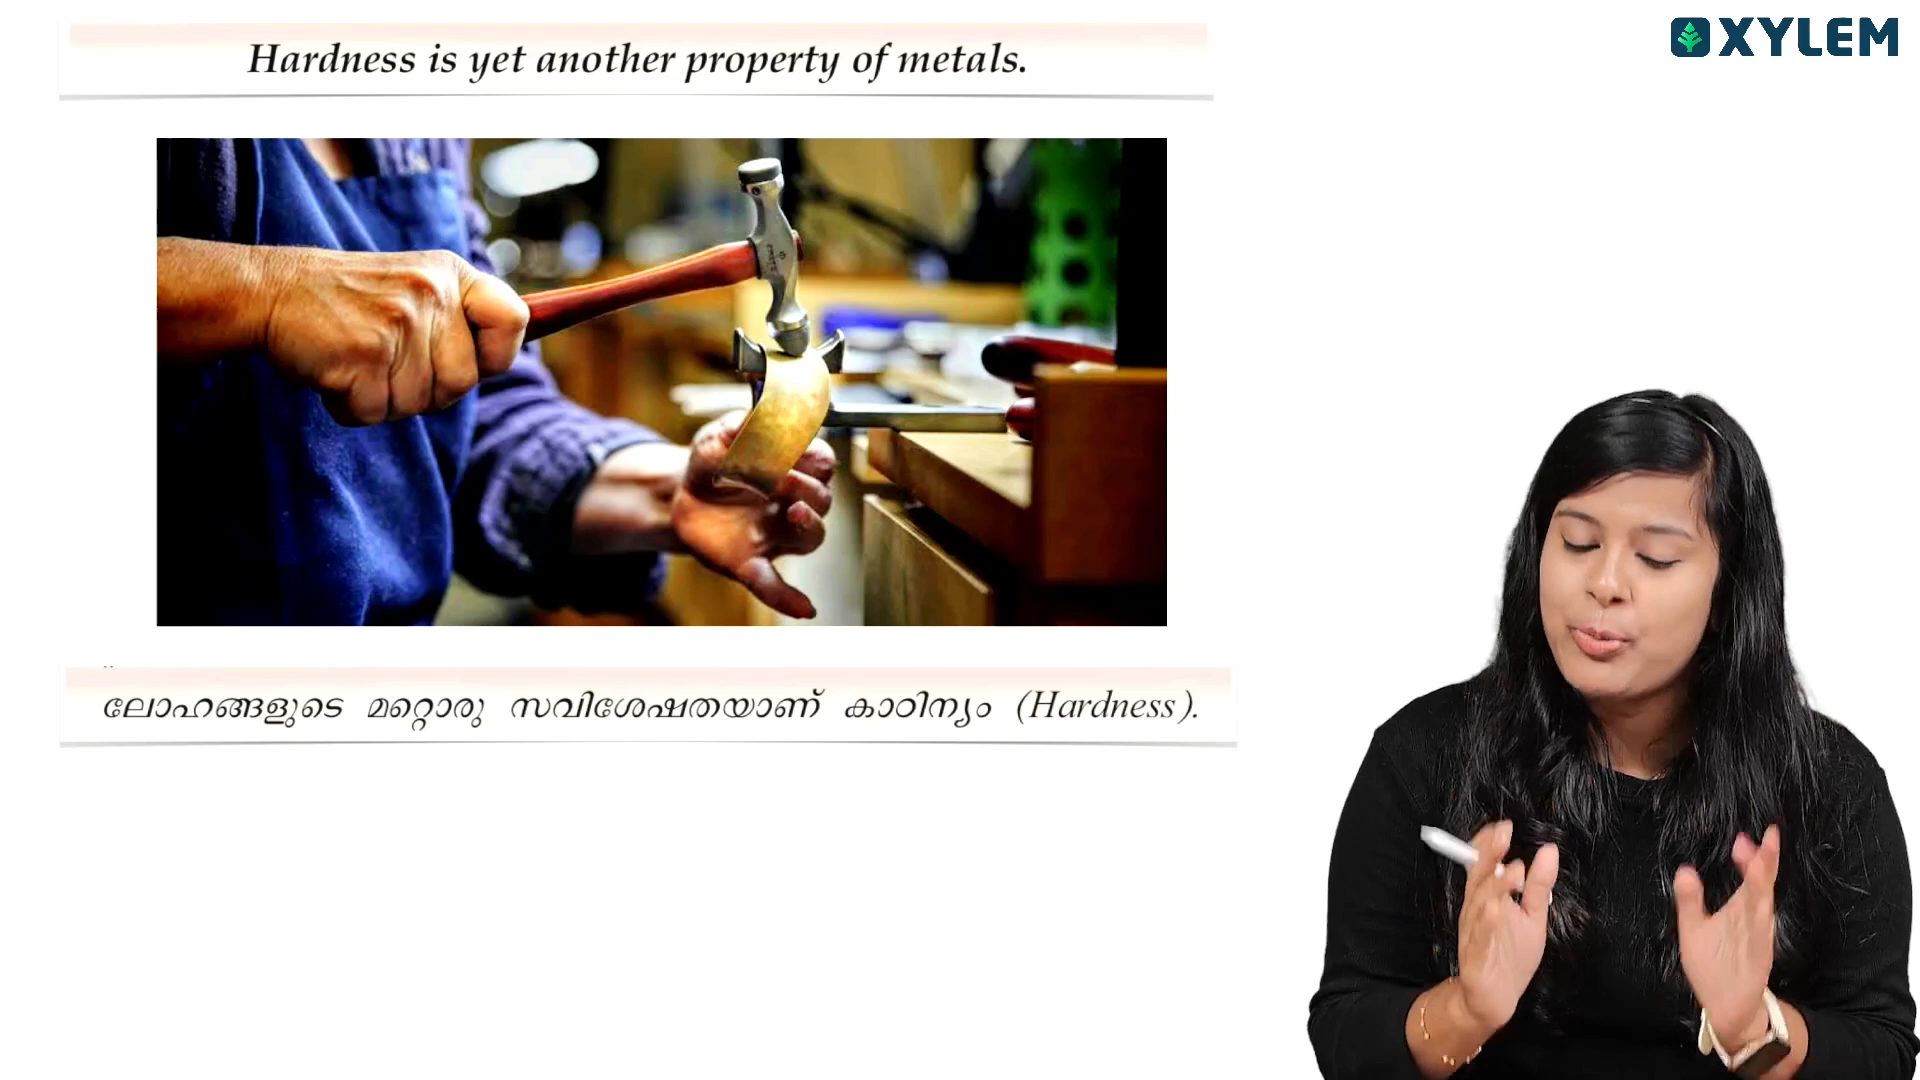 XYLEM
Hardness is yet another property of metals.
ലോഹങ്ങളുടെ മറ്റൊരു സവിശേഷതയാണ് കാഠിന്യം (Hardness).